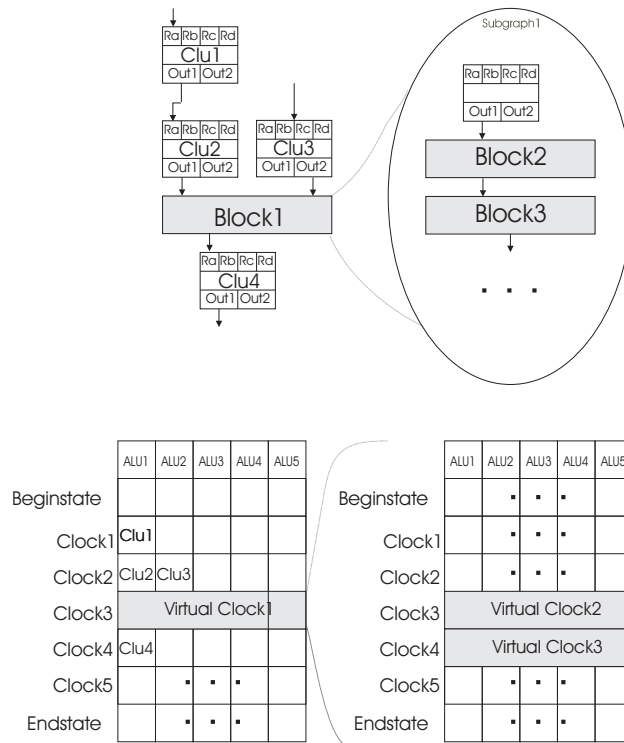 Ra Rb Rc Rd
Clu1
Out1 Out2
Ra Rb Rc Rd
Clu2
Out1 Out2
Ra Rb Rc Rd
Clu3
Out1 Out2
Block1
Ra Rb Rc Rd
Clu4
Out1 Out2
Subgraph1
Ra Rb Rc Rd
Out1 Out2
Block2
Block3
. . .
ALU1 ALU2 ALU3 ALU4 ALU5
Beginstate
Clock1 Clu1
Clock2 Clu2 Clu3
Clock3 Virtual Clock1
Clock4 Clu4
Clock5 . . .
Endstate . . .
ALU1 ALU2 ALU3 ALU4 ALU5
Beginstate . . .
Clock1 . . .
Clock2 . . .
Clock3 Virtual Clock2
Clock4 Virtual Clock3
Clock5 . . .
Endstate . . .